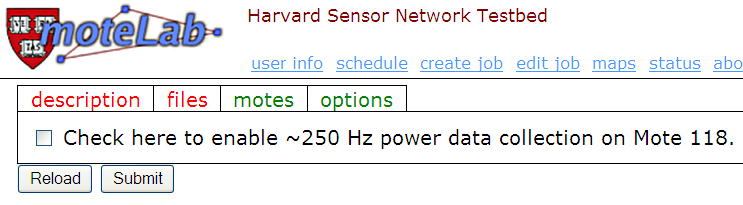 moteLab
Harvard Sensor Network Testbed
user info schedule create job edit job maps status abo
description files motes options
Check here to enable ~250 Hz power data collection on Mote 118.
Reload Submit